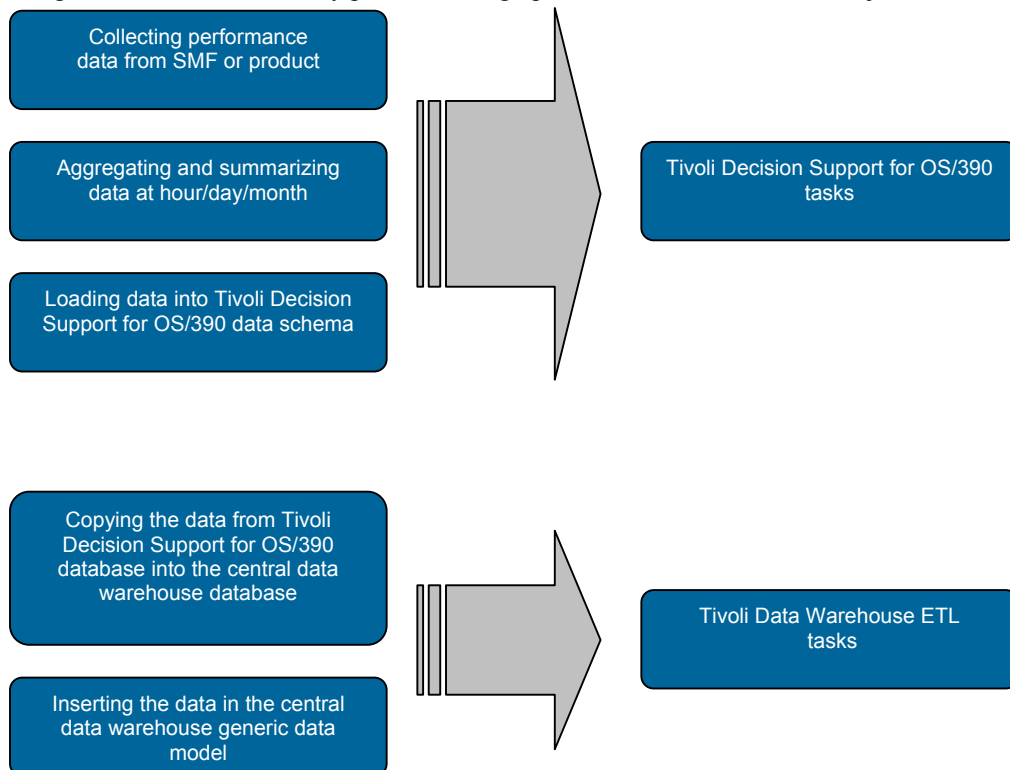 Collecting performance
data from SMF or product
Aggregating and summarizing
data at hour/day/month
Loading data into Tivoli Decision
Support for OS/390 data schema
Tivoli Decision Support for OS/390
tasks
Copying the data from Tivoli
Decision Support for OS/390
database into the central data
warehouse database
Inserting the data in the central
data warehouse generic data
model
Tivoli Data Warehouse ETL
tasks